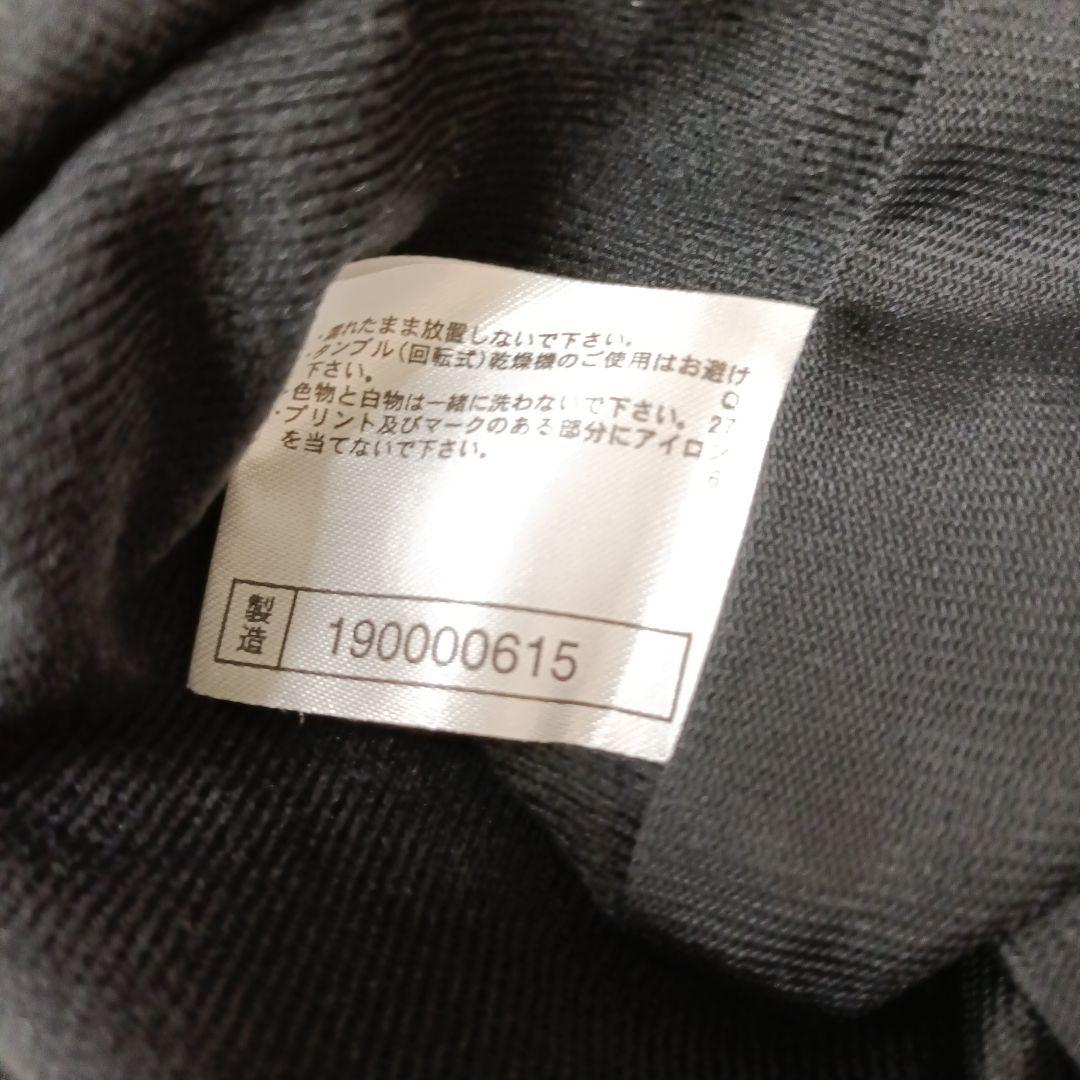 ・濡れたまま放置しないで下さい。
・タンブル(回転式)乾燥機のご使用はお避け
下さい。
・色物と白物は一緒に洗わないで下さい。
・プリント及びマークのある部分にアイロン
を当てないで下さい。
Q
27
6
製造
190000615